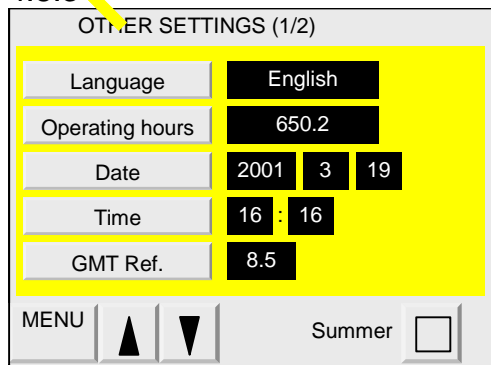 OTHER SETTINGS (1/2)
Language English
Operating hours 650.2
Date 2001 3 19
Time 16 : 16
GMT Ref. 8.5
MENU Summer